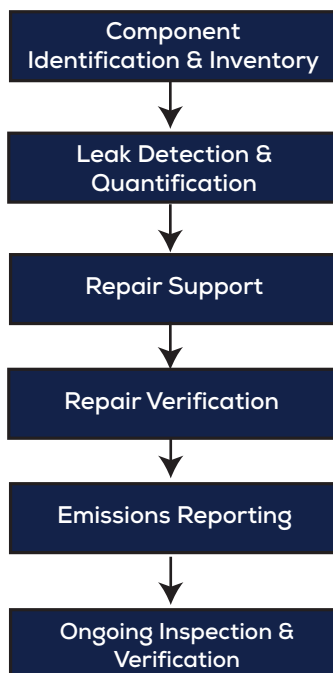 Component
Identification & Inventory
Leak Detection &
Quantification
Repair Support
Repair Verification
Emissions Reporting
Ongoing Inspection &
Verification